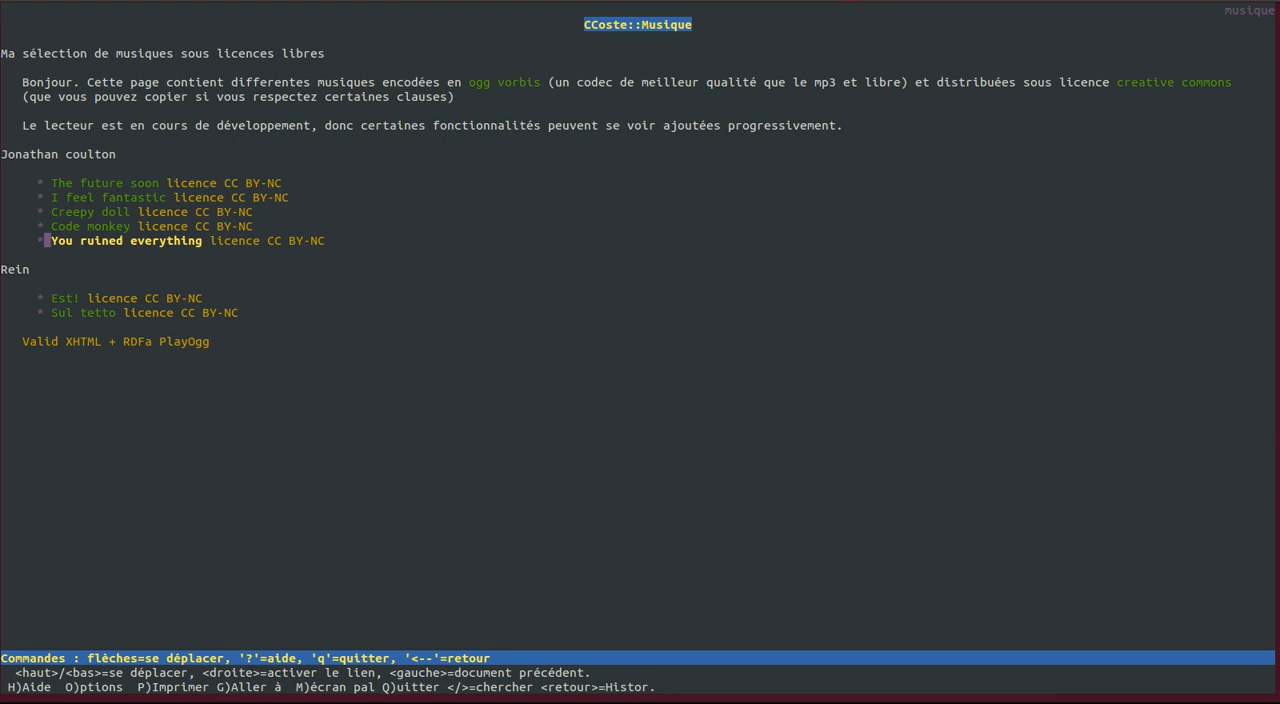 musique
CCoste::Musique
Ma sélection de musiques sous licences libres
Bonjour. Cette page contient differentes musiques encodées en ogg vorbis (un codec de meilleur qualité que le mp3 et libre) et distribuées sous licence creative commons
(que vous pouvez copier si vous respectez certaines clauses)
Le lecteur est en cours de développement, donc certaines fonctionnalités peuvent se voir ajoutées progressivement.
Jonathan coulton
* The future soon licence CC BY-NC
* I feel fantastic licence CC BY-NC
* Creepy doll licence CC BY-NC
* Code monkey licence CC BY-NC
* You ruined everything licence CC BY-NC
Rein
* Est! licence CC BY-NC
* Sul tetto licence CC BY-NC
Valid XHTML + RDFa PlayOgg
Commandes : flèches=se déplacer, '?'=aide, 'q'=quitter, '<--'=retour
<haut>/<bas>=se déplacer, <droite>=activer le lien, <gauche>=document précédent.
H)Aide O)ptions P)Imprimer G)Aller à M)écran pal Q)uitter </>=chercher <retour>=Histor.